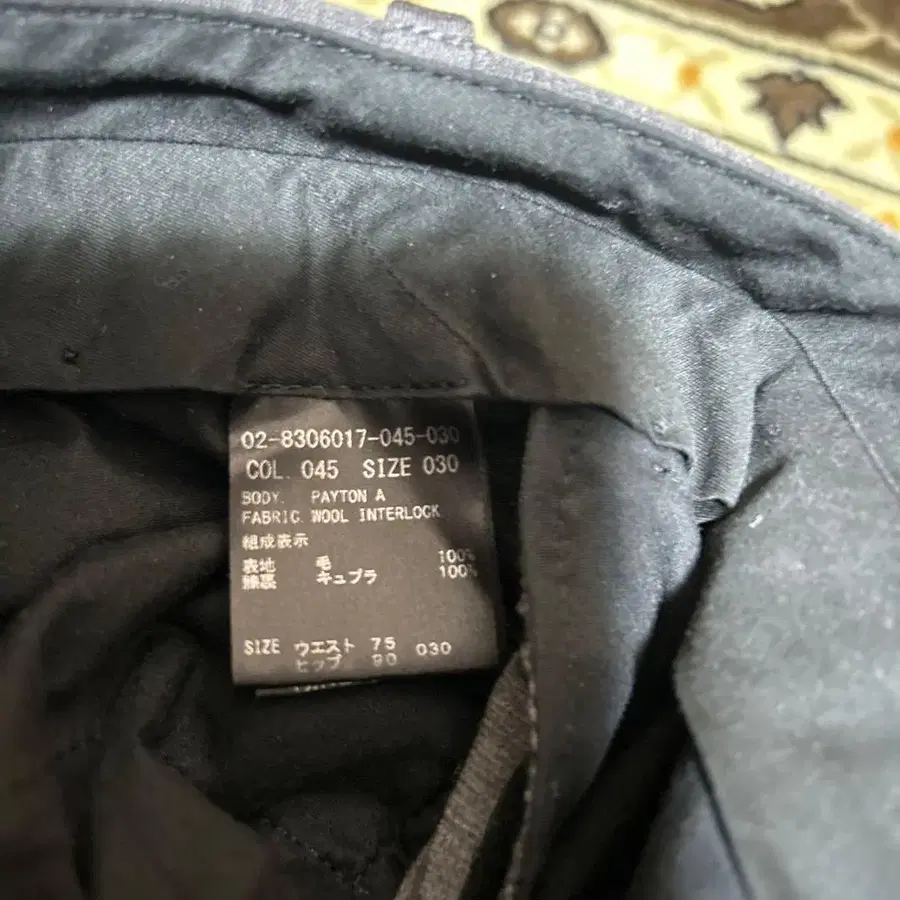 02-8306017-045-030
COL. 045 SIZE 030
BODY. PAYTON A
FABRIC. WOOL INTERLOCK
組成表示
表地 毛 100%
膝裏 キュプラ 100%
SIZE ウエスト 75 030
ヒップ 90